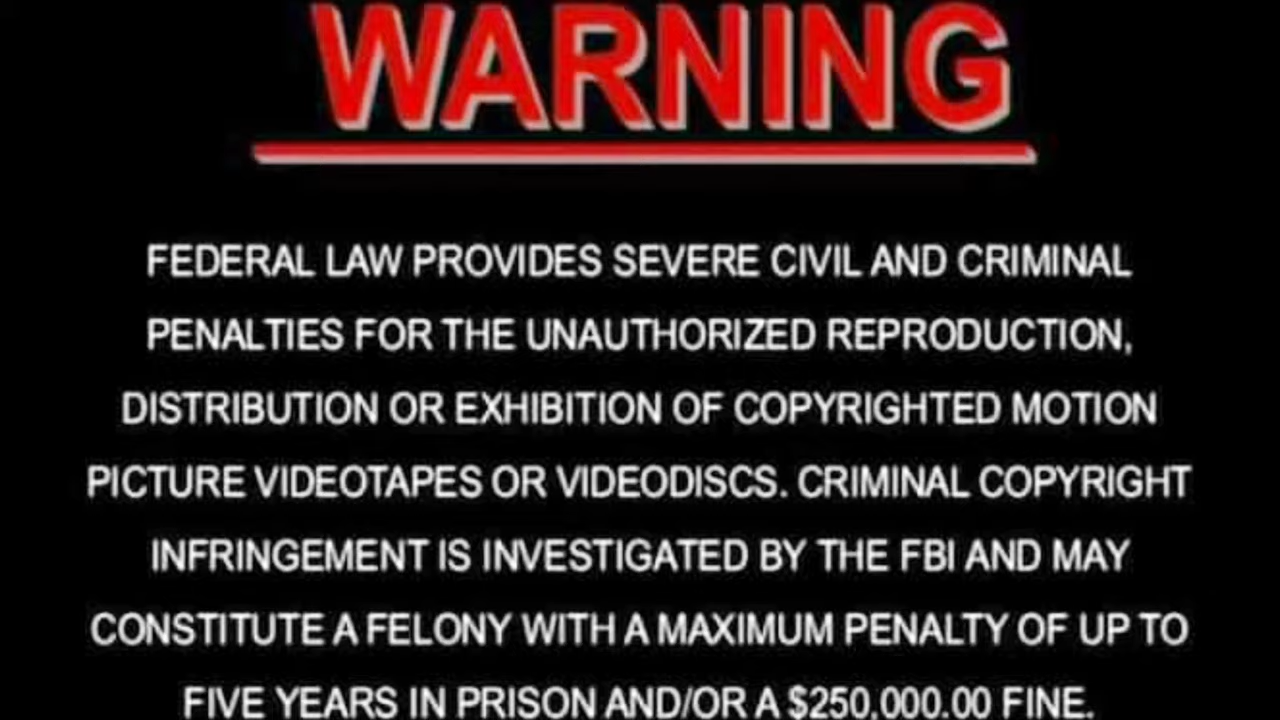 WARNING
FEDERAL LAW PROVIDES SEVERE CIVIL AND CRIMINAL
PENALTIES FOR THE UNAUTHORIZED REPRODUCTION,
DISTRIBUTION OR EXHIBITION OF COPYRIGHTED MOTION
PICTURE VIDEOTAPES OR VIDEODISCS. CRIMINAL COPYRIGHT
INFRINGEMENT IS INVESTIGATED BY THE FBI AND MAY
CONSTITUTE A FELONY WITH A MAXIMUM PENALTY OF UP TO
FIVE YEARS IN PRISON AND/OR A $250,000.00 FINE.